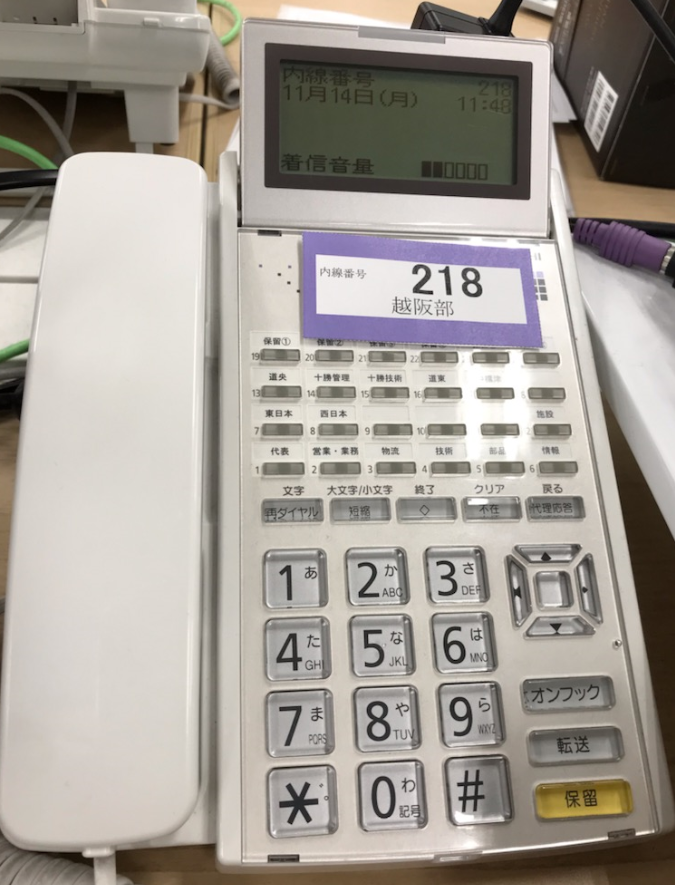 内線番号 218
11月14日(月) 11:48
着信音量
内線番号 218
越阪部
保留① 保留② 保留③
19 20 21 22
道央 十勝管理 十勝技術 道東
13 14 15 16
東日本 西日本 施設
7 8 9 10
代表 営業・業務 物流 技術 部品 情報
1 2 3 4 5 6
文字 大文字/小文字 終了 クリア 戻る
再ダイヤル 短縮 ◇ 不在 代理応答
1 あ 2 か ABC 3 さ DEF
4 た GHI 5 な JKL 6 は MNO
オンフック
7 ま PQRS 8 や TUV 9 ら WXYZ
転送
* 0 わ 記号 #
保留